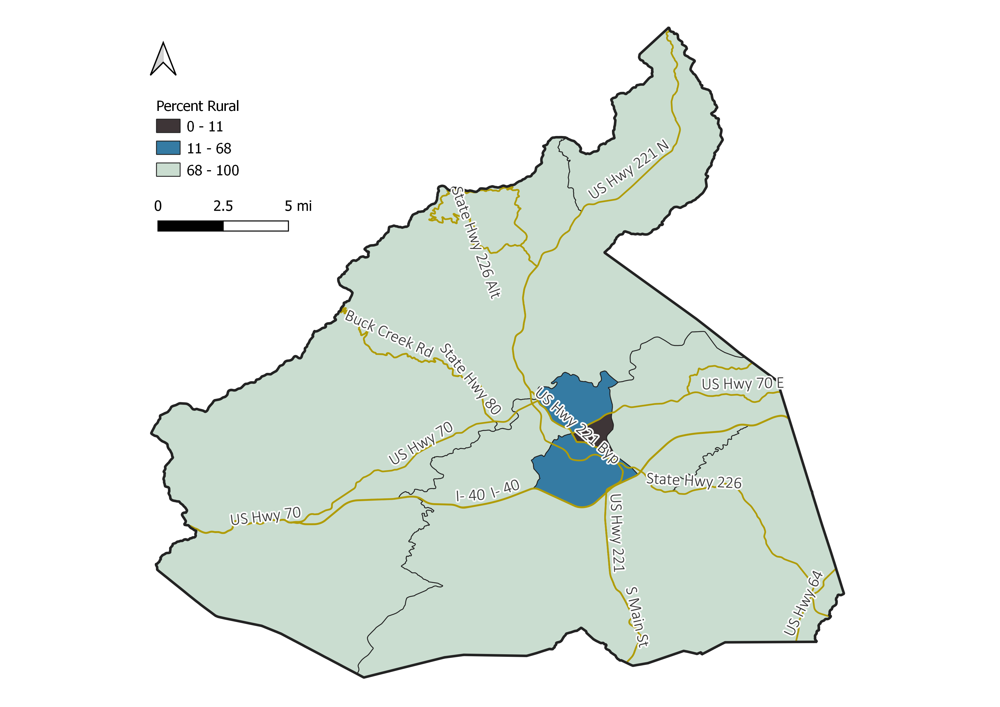 Percent Rural
0 - 11
11 - 68
68 - 100
0 2.5 5 mi
US Hwy 221 N
State Hwy 226 Alt
Buck Creek Rd
State Hwy 80
US Hwy 70 E
US Hwy 221 Byp
US Hwy 70
State Hwy 226
I- 40 I- 40
US Hwy 70
US Hwy 221
S Main St
US Hwy 64